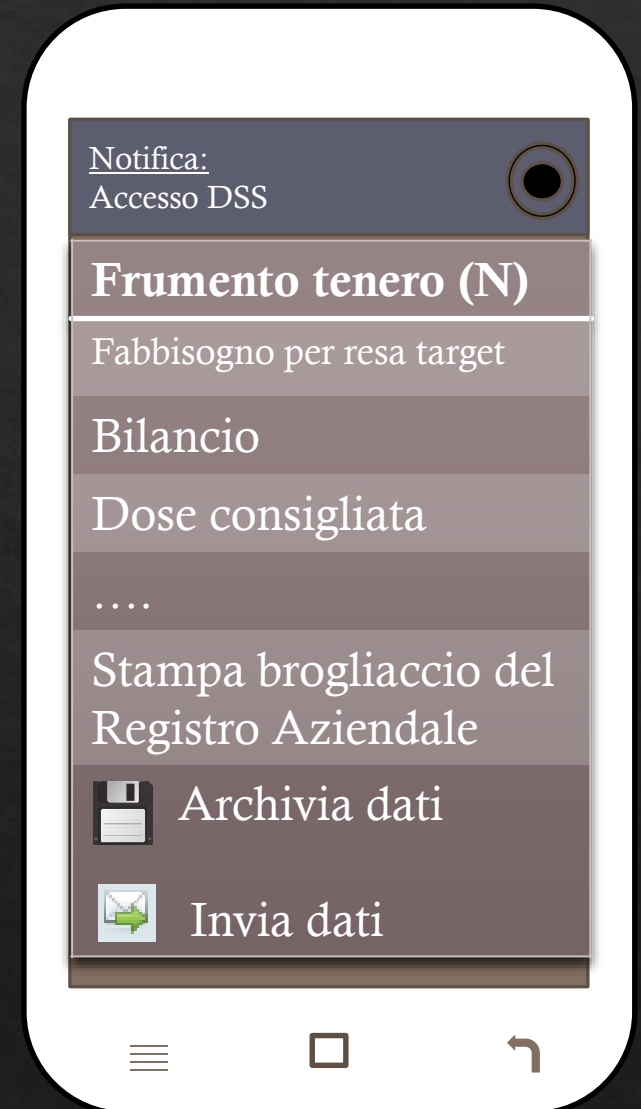 Notifica:
Accesso DSS
Frumento tenero (N)
Fabbisogno per resa target
Bilancio
Dose consigliata
….
Stampa brogliaccio del
Registro Aziendale
Archivia dati
Invia dati